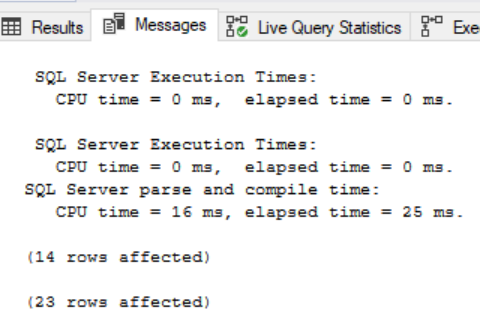 Results Messages Live Query Statistics Exe
SQL Server Execution Times:
CPU time = 0 ms, elapsed time = 0 ms.
SQL Server Execution Times:
CPU time = 0 ms, elapsed time = 0 ms.
SQL Server parse and compile time:
CPU time = 16 ms, elapsed time = 25 ms.
(14 rows affected)
(23 rows affected)